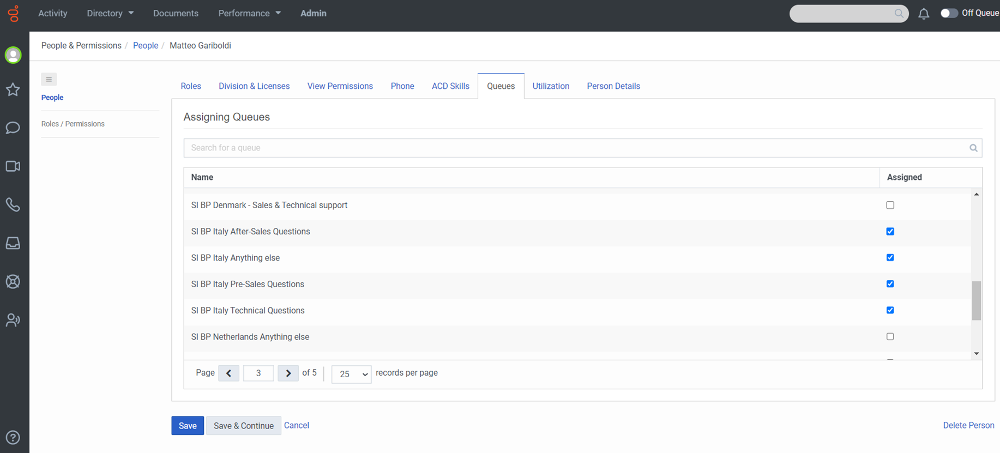 Activity Directory Documents Performance Admin Off Queue
People & Permissions / People / Matteo Gariboldi
People
Roles / Permissions
Roles Division & Licenses View Permissions Phone ACD Skills Queues Utilization Person Details
Assigning Queues
Search for a queue
Name Assigned
SI BP Denmark - Sales & Technical support
SI BP Italy After-Sales Questions
SI BP Italy Anything else
SI BP Italy Pre-Sales Questions
SI BP Italy Technical Questions
SI BP Netherlands Anything else
Page 3 of 5 25 records per page
Save Save & Continue Cancel Delete Person